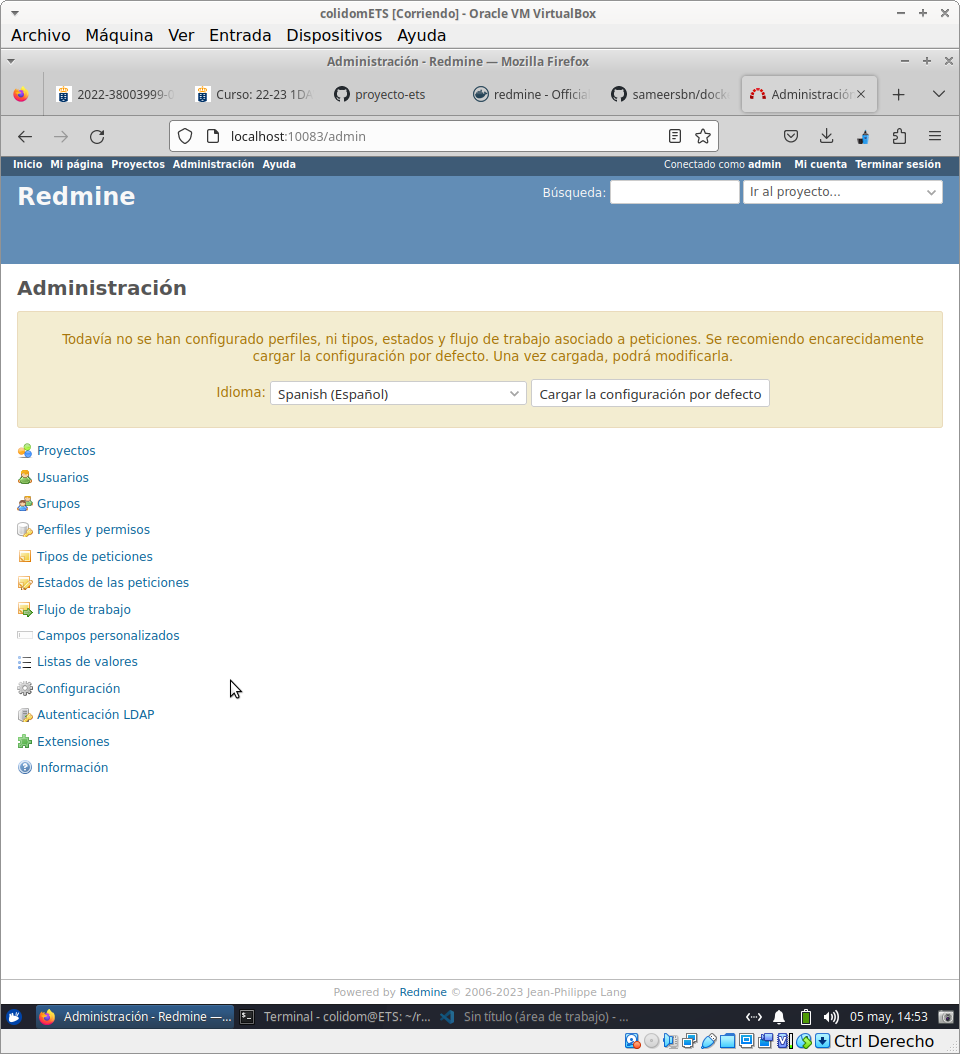 colidomETS [Corriendo] - Oracle VM VirtualBox
Archivo Máquina Ver Entrada Dispositivos Ayuda
Administración - Redmine — Mozilla Firefox
2022-38003999-0 Curso: 22-23 1DA proyecto-ets redmine - Official sameersbn/dock Administración
localhost:10083/admin
Inicio Mi página Proyectos Administración Ayuda Conectado como admin Mi cuenta Terminar sesión
Redmine Búsqueda: Ir al proyecto...
Administración
Todavía no se han configurado perfiles, ni tipos, estados y flujo de trabajo asociado a peticiones. Se recomiendo encarecidamente
cargar la configuración por defecto. Una vez cargada, podrá modificarla.
Idioma: Spanish (Español) Cargar la configuración por defecto
Proyectos
Usuarios
Grupos
Perfiles y permisos
Tipos de peticiones
Estados de las peticiones
Flujo de trabajo
Campos personalizados
Listas de valores
Configuración
Autenticación LDAP
Extensiones
Información
Powered by Redmine © 2006-2023 Jean-Philippe Lang
Administración - Redmine —... Terminal - colidom@ETS: ~/r... Sin título (área de trabajo) - ... 05 may, 14:53
Ctrl Derecho